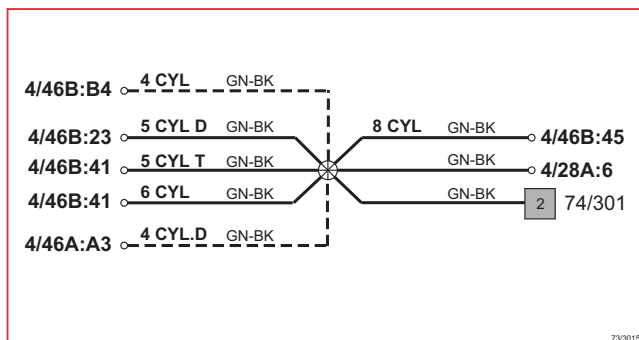 4/46B:B4 4 CYL GN-BK
4/46B:23 5 CYL D GN-BK 8 CYL GN-BK 4/46B:45
4/46B:41 5 CYL T GN-BK GN-BK 4/28A:6
4/46B:41 6 CYL GN-BK GN-BK 2 74/301
4/46A:A3 4 CYL.D GN-BK
73/3015